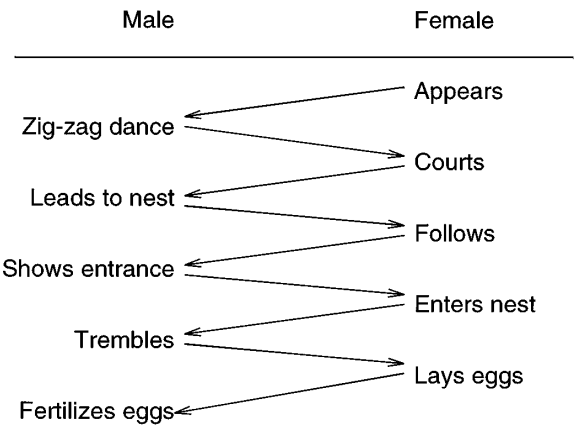 Male Female
Appears
Zig-zag dance
Courts
Leads to nest
Follows
Shows entrance
Enters nest
Trembles
Lays eggs
Fertilizes eggs